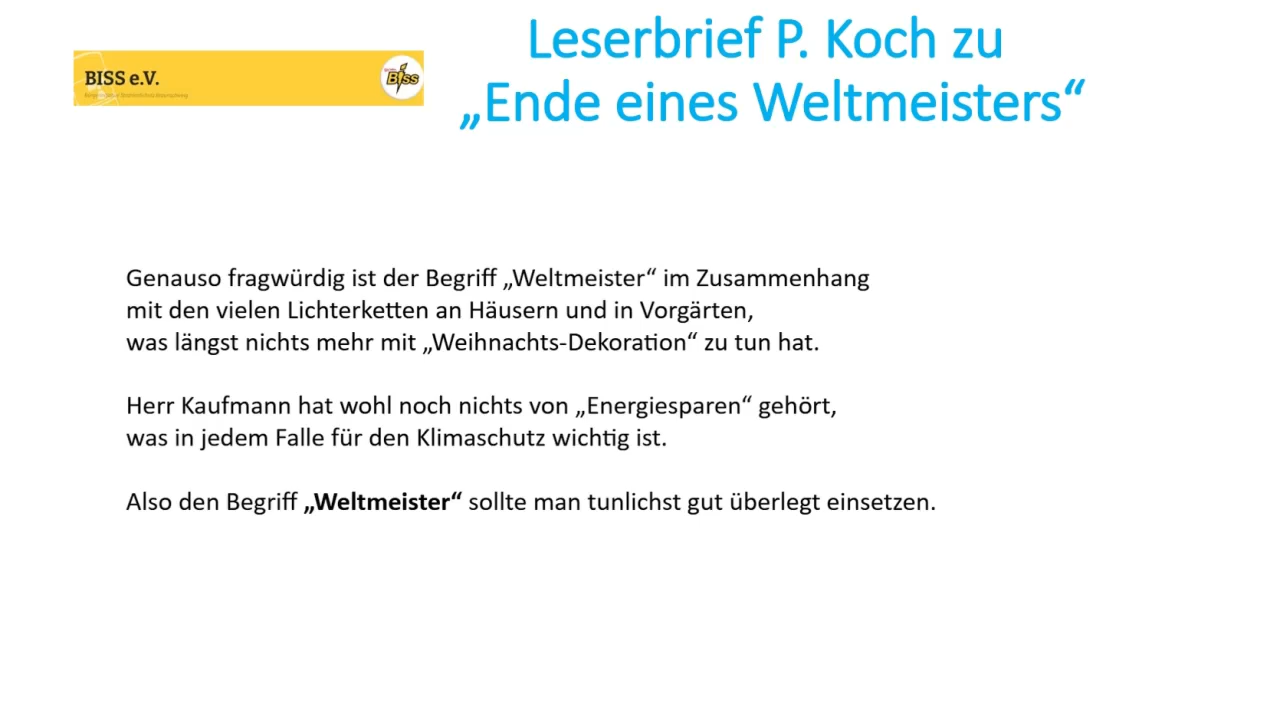 Leserbrief P. Koch zu
„Ende eines Weltmeisters“
BISS e.V.
Biss
Genauso fragwürdig ist der Begriff „Weltmeister“ im Zusammenhang
mit den vielen Lichterketten an Häusern und in Vorgärten,
was längst nichts mehr mit „Weihnachts-Dekoration“ zu tun hat.
Herr Kaufmann hat wohl noch nichts von „Energiesparen“ gehört,
was in jedem Falle für den Klimaschutz wichtig ist.
Also den Begriff „Weltmeister“ sollte man tunlichst gut überlegt einsetzen.